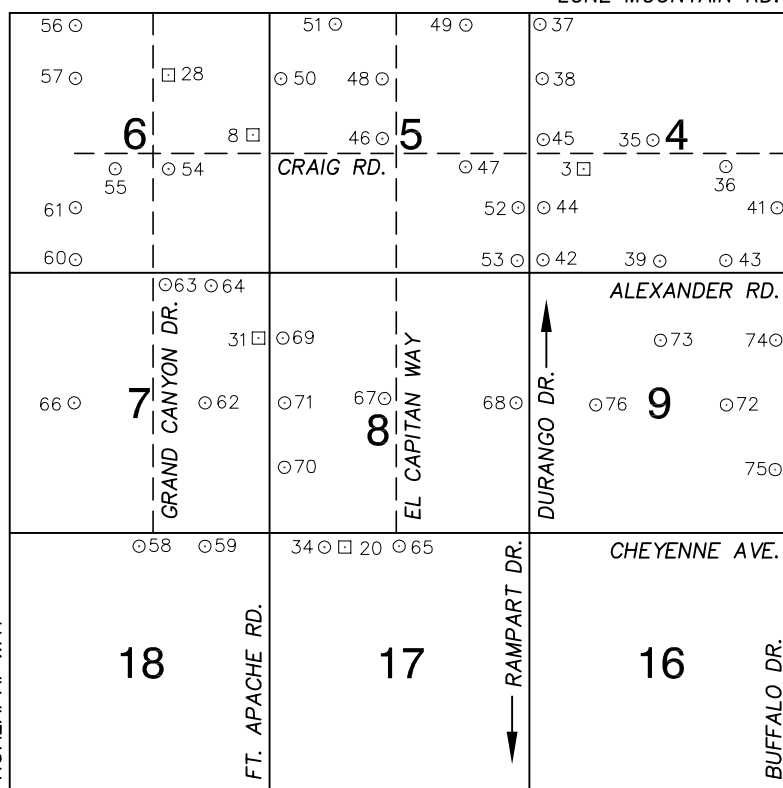 56 51 49 37
57 28 50 48 38
6 8 46 5 45 35 4
CRAIG RD.
55 54 47 3 36
61 52 44 41
60 53 42 39 43
63 64 ALEXANDER RD.
31 69 73 74
66 7 62 71 67 68 76 9 72
8
70 75
GRAND CANYON DR.
EL CAPITAN WAY
DURANGO DR.
58 59 34 20 65 CHEYENNE AVE.
18 17 16
FT. APACHE RD.
RAMPART DR.
BUFFALO DR.